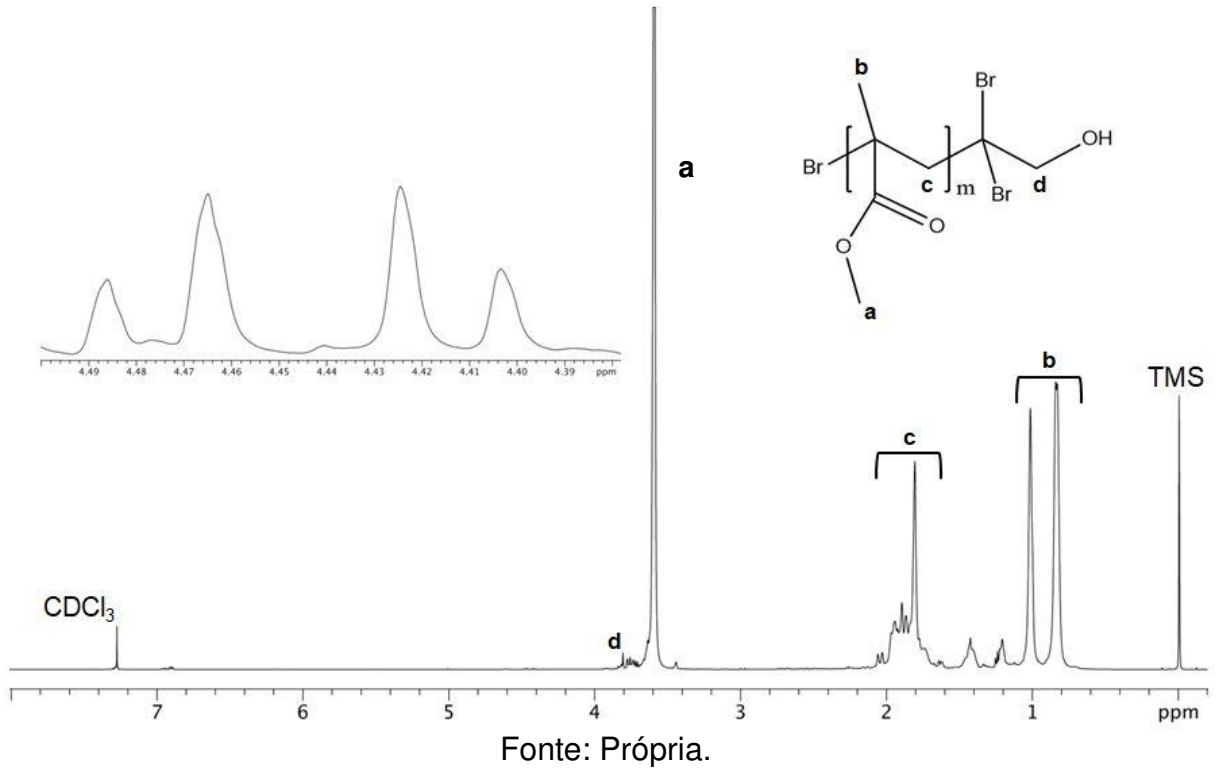 b
Br
OH
Br
c
m
Br
d
O
O
a
a
4.49 4.48 4.47 4.46 4.45 4.44 4.43 4.42 4.41 4.40 4.39 ppm
b
TMS
c
CDCl₃
d
7 6 5 4 3 2 1 ppm
Fonte: Própria.